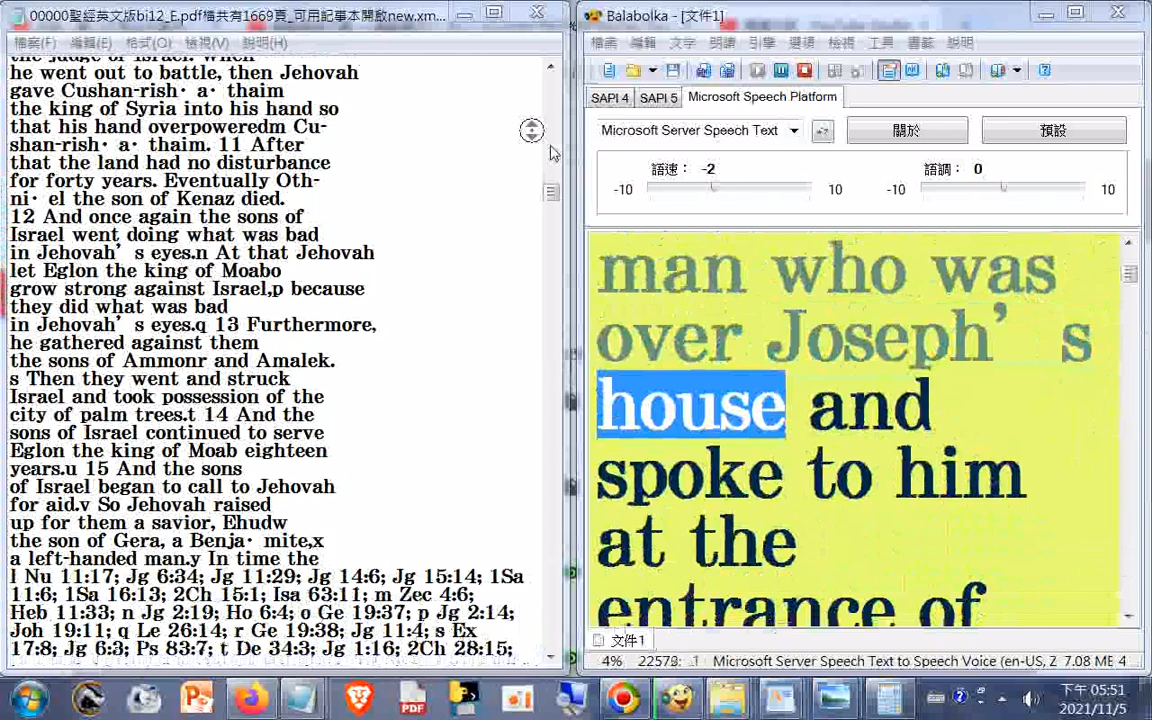 00000聖經英文版bi12_E.pdf檔共有1669頁_可用記事本開啟new.xm...
檔案(F) 編輯(E) 格式(O) 檢視(V) 說明(H)
the judge of Israel. When
he went out to battle, then Jehovah
gave Cushan-rish· a· thaim
the king of Syria into his hand so
that his hand overpoweredm Cu-
shan-rish· a· thaim. 11 After
that the land had no disturbance
for forty years. Eventually Oth-
ni· el the son of Kenaz died.
12 And once again the sons of
Israel went doing what was bad
in Jehovah’s eyes.n At that Jehovah
let Eglon the king of Moabo
grow strong against Israel,p because
they did what was bad
in Jehovah’s eyes.q 13 Furthermore,
he gathered against them
the sons of Ammonr and Amalek.
s Then they went and struck
Israel and took possession of the
city of palm trees.t 14 And the
sons of Israel continued to serve
Eglon the king of Moab eighteen
years.u 15 And the sons
of Israel began to call to Jehovah
for aid.v So Jehovah raised
up for them a savior, Ehudw
the son of Gera, a Benja· mite,x
a left-handed man.y In time the
l Nu 11:17; Jg 6:34; Jg 11:29; Jg 14:6; Jg 15:14; 1Sa
11:6; 1Sa 16:13; 2Ch 15:1; Isa 63:11; m Zec 4:6;
Heb 11:33; n Jg 2:19; Ho 6:4; o Ge 19:37; p Jg 2:14;
Joh 19:11; q Le 26:14; r Ge 19:38; Jg 11:4; s Ex
17:8; Jg 6:3; Ps 83:7; t De 34:3; Jg 1:16; 2Ch 28:15;
Balabolka - [文件1]
檔案 編輯 文字 朗讀 引擎 選項 檢視 工具 書籤 說明
SAPI 4 SAPI 5 Microsoft Speech Platform
Microsoft Server Speech Text 關於 預設
語速： -2 語調： 0
-10 10 -10 10
man who was
over Joseph’s
house and
spoke to him
at the
entrance of
文件1
4% Microsoft Server Speech Text to Speech Voice (en-US, Z 7.08 ME 4
PDF
下午 05:51
2021/11/5